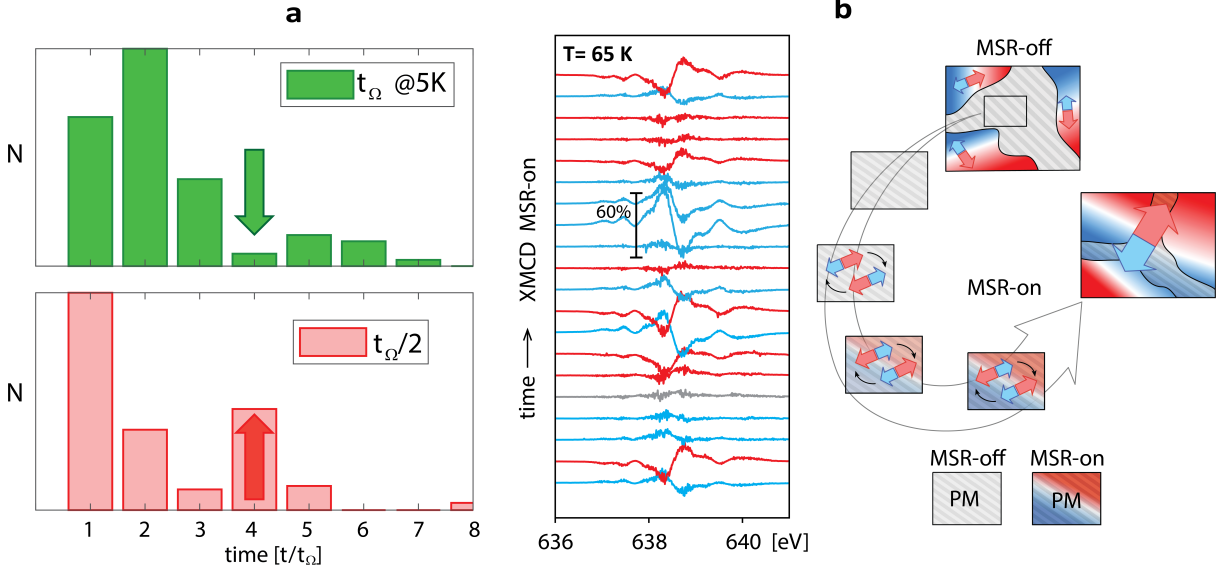 a
N
t_Ω @5K
N
t_Ω/2
1 2 3 4 5 6 7 8
time [t/t_Ω]
T= 65 K
time ⟶ XMCD MSR-on
60%
636 638 640 [eV]
b
MSR-off
MSR-on
MSR-off MSR-on
PM PM